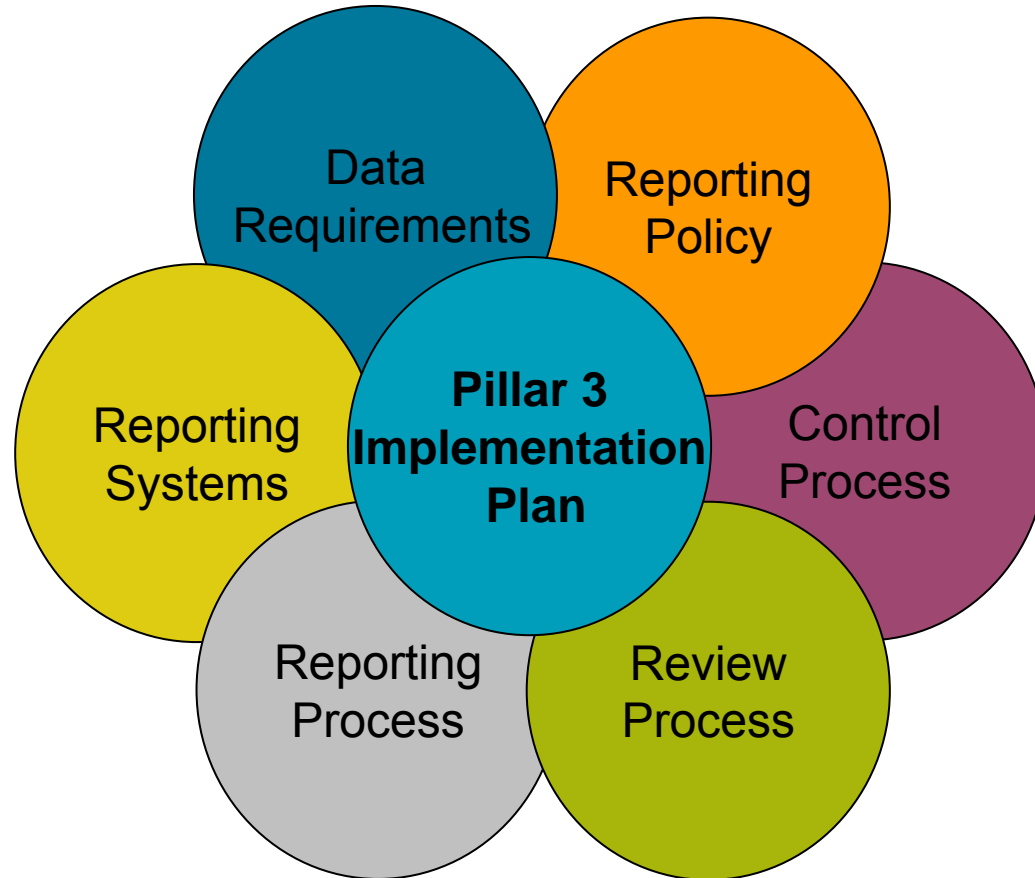 Data
Requirements
Reporting
Policy
Pillar 3
Implementation
Plan
Control
Process
Reporting
Systems
Reporting
Process
Review
Process